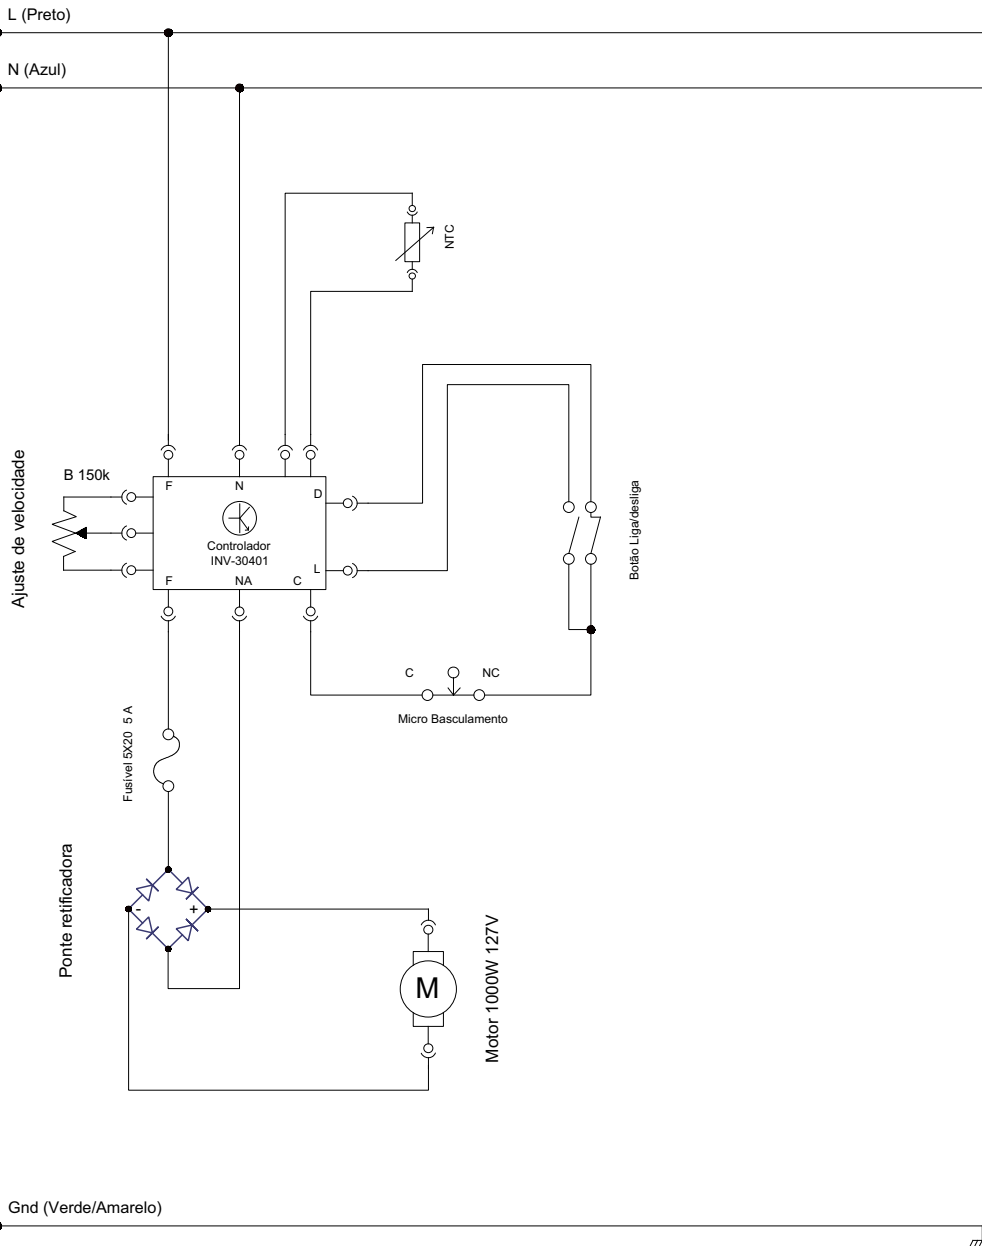 L (Preto)
N (Azul)
NTC
Ajuste de velocidade
B 150k
F
N
D
Controlador
INV-30401
L
F
NA
C
Botão Liga/desliga
C
NC
Micro Basculamento
Fusível 5X20 5 A
Ponte retificadora
-
+
M
Motor 1000W 127V
Gnd (Verde/Amarelo)